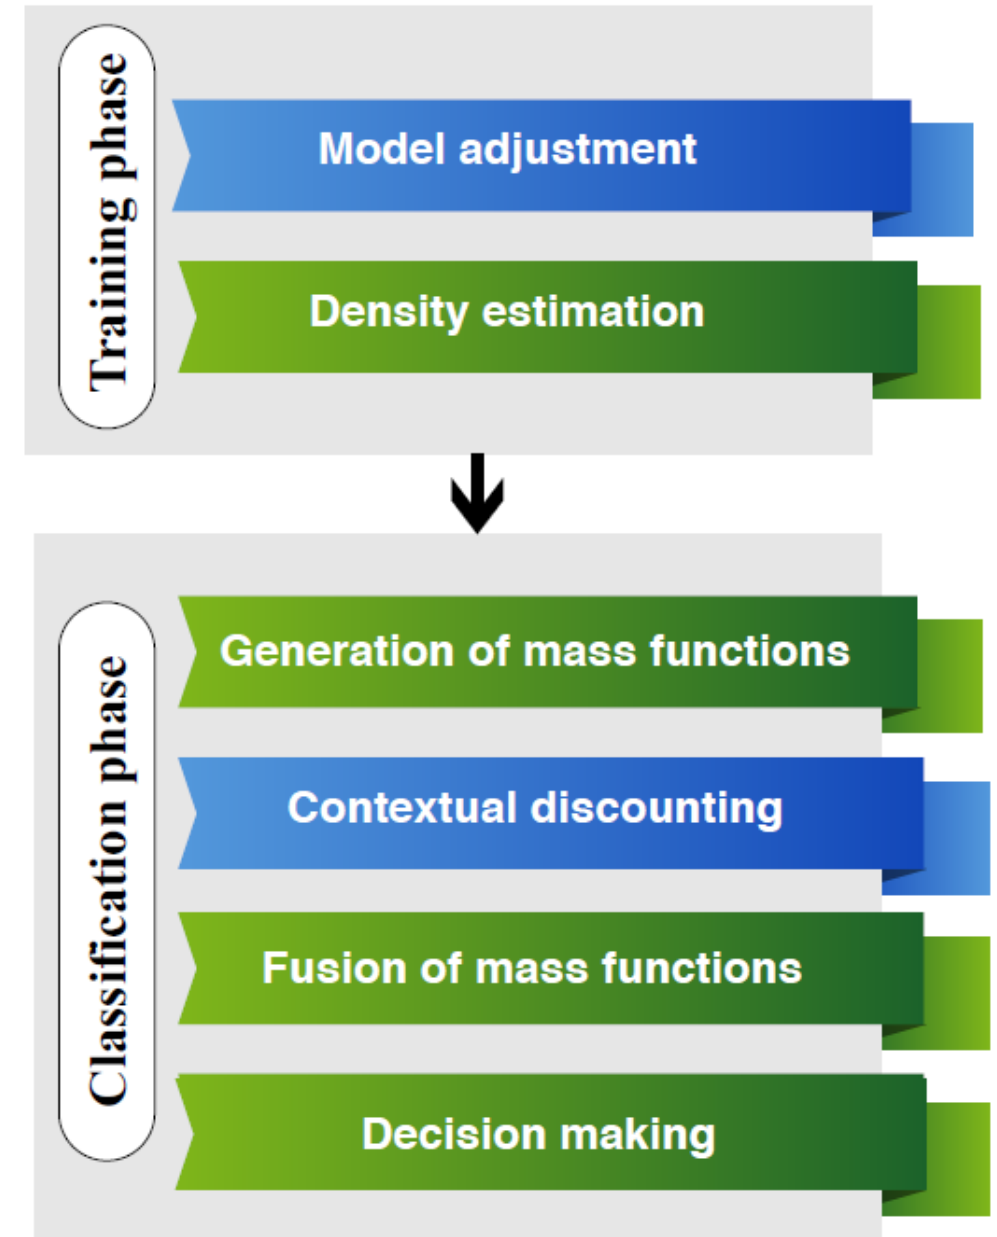 Training phase
Model adjustment
Density estimation
Classification phase
Generation of mass functions
Contextual discounting
Fusion of mass functions
Decision making